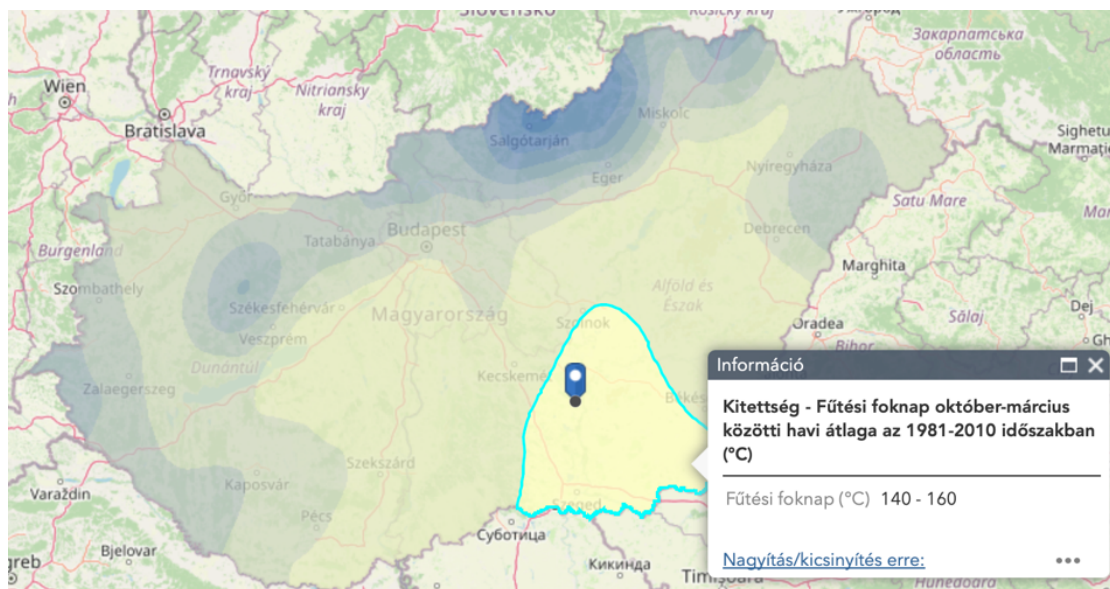 Slovensko
Košický kraj
Ужгород
Закарпатська
область
Trnavský
kraj
Nitriansky
kraj
Wien
Bratislava
Salgótarján
Miskolc
Sighetu
Eger
Nyíregyháza
Győr
Satu Mare
Budapest
Tatabánya
Debrecen
Burgenland
Marghita
Szombathely
Alföld és
Észak
Székesfehérvár
Magyarország
Szolnok
Sălaj
Dej
Veszprém
Oradea
Dunántúl
Bihor
Kecskemét
Zalaegerszeg
Szekszárd
Kaposvár
Varaždin
Szeged
Pécs
Суботица
Bjelovar
Кикинда
Timișoara
Hunedoara
Információ
Kitettség - Fűtési foknap október-március
közötti havi átlaga az 1981-2010 időszakban
(°C)
Fűtési foknap (°C) 140 - 160
Nagyítás/kicsinyítés erre: